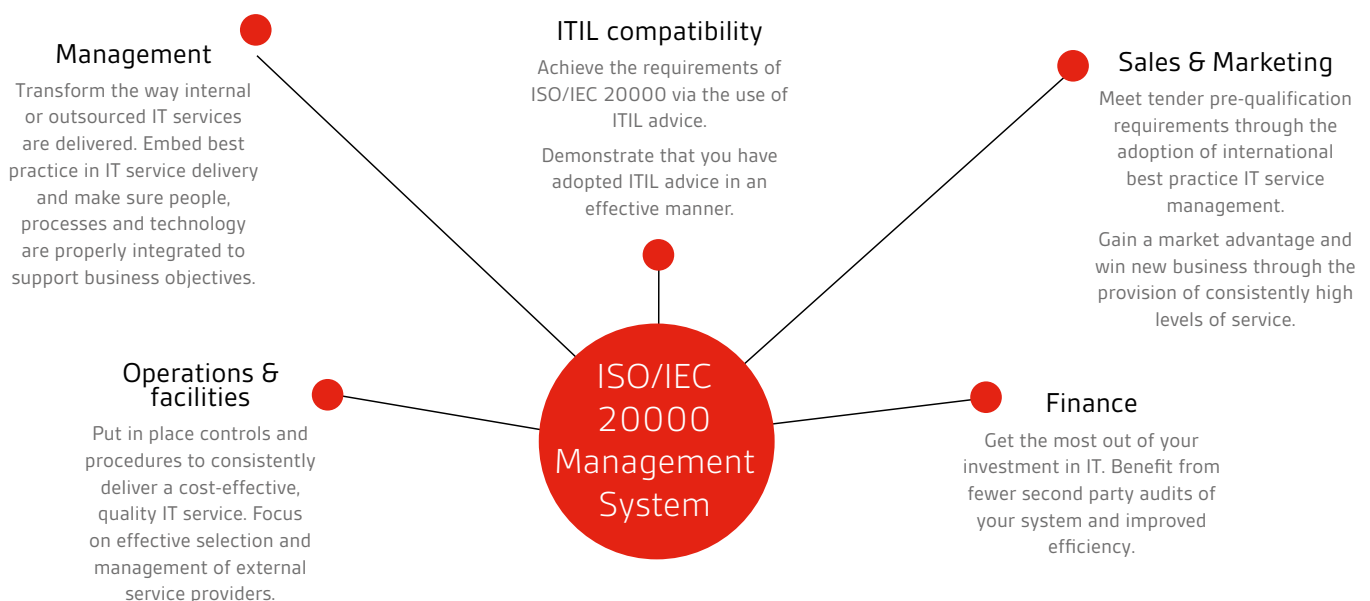 Management
Transform the way internal
or outsourced IT services
are delivered. Embed best
practice in IT service delivery
and make sure people,
processes and technology
are properly integrated to
support business objectives.
ITIL compatibility
Achieve the requirements of
ISO/IEC 20000 via the use of
ITIL advice.
Demonstrate that you have
adopted ITIL advice in an
effective manner.
Sales & Marketing
Meet tender pre-qualification
requirements through the
adoption of international
best practice IT service
management.
Gain a market advantage and
win new business through the
provision of consistently high
levels of service.
Operations &
facilities
Put in place controls and
procedures to consistently
deliver a cost-effective,
quality IT service. Focus
on effective selection and
management of external
service providers.
ISO/IEC
20000
Management
System
Finance
Get the most out of your
investment in IT. Benefit from
fewer second party audits of
your system and improved
efficiency.